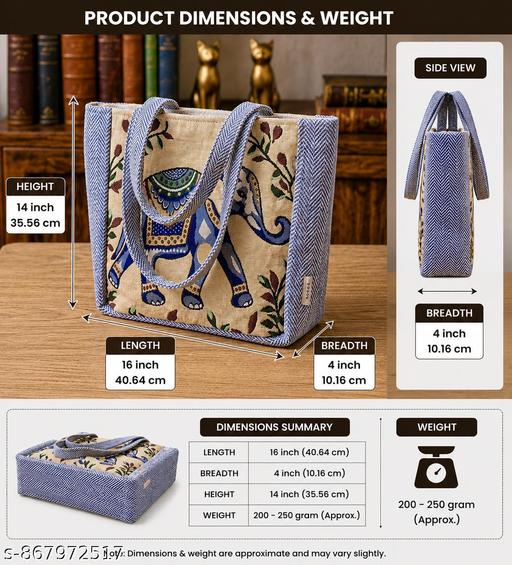 PRODUCT DIMENSIONS & WEIGHT
SIDE VIEW
HEIGHT
14 inch
35.56 cm
LENGTH
16 inch
40.64 cm
BREADTH
4 inch
10.16 cm
BREADTH
4 inch
10.16 cm
DIMENSIONS SUMMARY
LENGTH 16 inch (40.64 cm)
BREADTH 4 inch (10.16 cm)
HEIGHT 14 inch (35.56 cm)
WEIGHT 200 - 250 gram (Approx.)
WEIGHT
200 - 250 gram
(Approx.)
s-867972517
Dimensions & weight are approximate and may vary slightly.